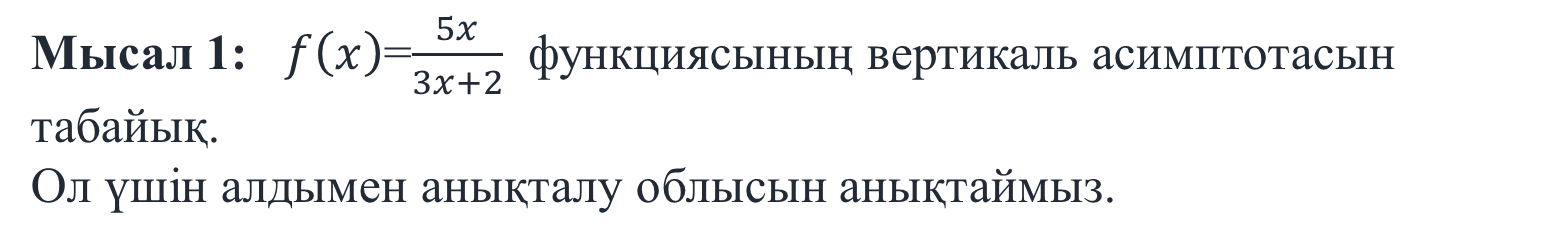 Мысал 1: f(x)=5x/3x+2 функциясының вертикаль асимптотасын
табайық.
Ол үшін алдымен анықталу облысын анықтаймыз.